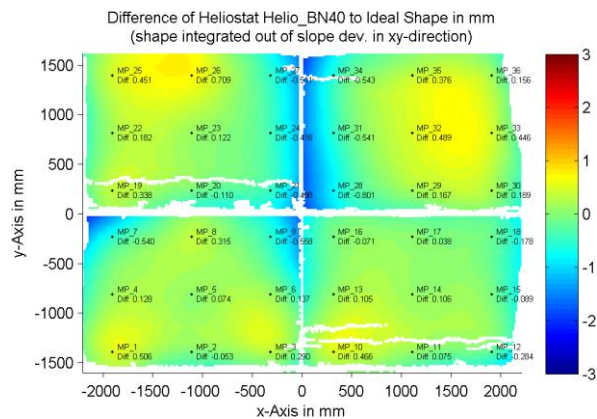 Difference of Heliostat Helio_BN40 to Ideal Shape in mm
(shape integrated out of slope dev. in xy-direction)
1500
1000
500
0
-500
-1000
-1500
y-Axis in mm
MP_25
Diff. 0.451
MP_26
Diff. 0.709
MP_27
MP_34
Diff. -0.543
MP_35
Diff. 0.376
MP_36
Diff. 0.156
MP_22
Diff. 0.182
MP_23
Diff. 0.122
MP_24
Diff. -0.416
MP_31
Diff. -0.541
MP_32
Diff. 0.489
MP_33
Diff. 0.446
MP_19
Diff. 0.338
MP_20
Diff. -0.110
Diff. -0.498
MP_28
Diff. -0.801
MP_29
Diff. 0.167
MP_30
Diff. 0.189
MP_7
Diff. -0.540
MP_8
Diff. 0.315
MP_9
Diff. -0.558
MP_16
Diff. -0.071
MP_17
Diff. 0.038
MP_18
Diff. -0.178
MP_4
Diff. 0.128
MP_5
Diff. 0.074
MP_6
Diff. 0.137
MP_13
Diff. 0.105
MP_14
Diff. 0.106
MP_15
Diff. -0.089
MP_1
Diff. 0.506
MP_2
Diff. -0.053
MP_3
Diff. 0.290
MP_10
Diff. 0.466
MP_11
Diff. 0.075
MP_12
Diff. -0.284
-2000
-1500
-1000
-500
0
500
1000
1500
2000
x-Axis in mm
3
2
1
0
-1
-2
-3